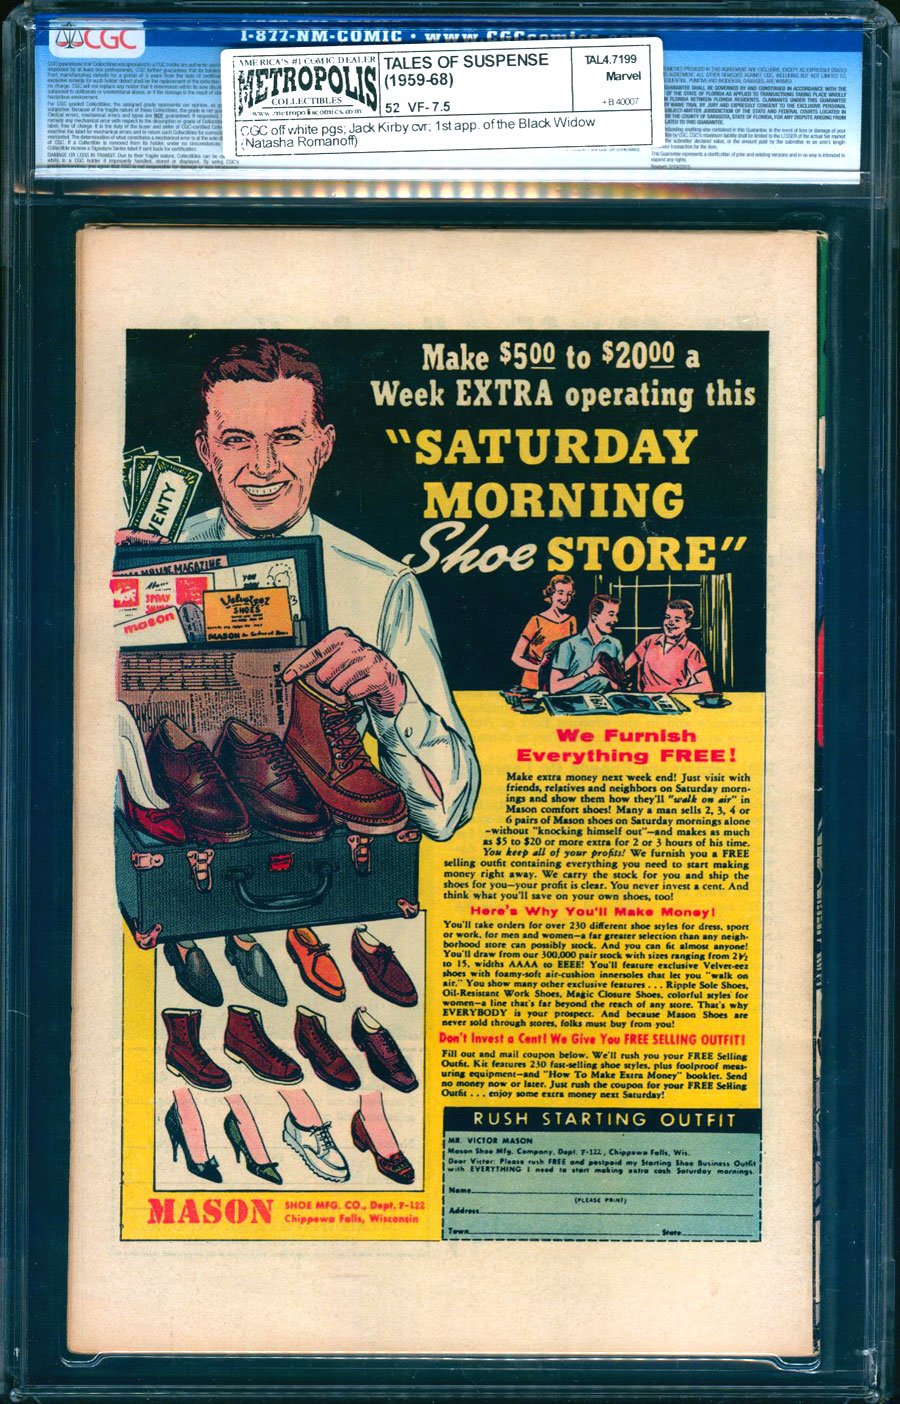 CGC
1-877-NM-COMIC • www.CGCcomics
AMERICA'S #1 COMIC DEALER
METROPOLIS
COLLECTIBLES
www.metropoliscomics.com
TALES OF SUSPENSE
(1959-68)
52 VF- 7.5
TAL4.7199
Marvel
+B 40007
CGC off white pgs; Jack Kirby cvr; 1st app. of the Black Widow
(Natasha Romanoff)
Make $5.00 to $20.00 a
Week EXTRA operating this
"SATURDAY
MORNING
Shoe STORE"
VENTY
MAGAZINE
SPRAY
mason
Velvet-eez
SHOES
MASON
We Furnish
Everything FREE!
Make extra money next week end! Just visit with
friends, relatives and neighbors on Saturday morn-
ings and show them how they'll "walk on air" in
Mason comfort shoes! Many a man sells 2, 3, 4 or
6 pairs of Mason shoes on Saturday mornings alone
-without "knocking himself out"—and makes as much
as $5 to $20 or more extra for 2 or 3 hours of his time.
You keep all of your profits! We furnish you a FREE
selling outfit containing everything you need to start making
money right away. We carry the stock for you and ship the
shoes for you—your profit is clear. You never invest a cent. And
think what you'll save on your own shoes, too!
Here's Why You'll Make Money!
You'll take orders for over 230 different shoe styles for dress, sport
or work, for men and women—a far greater selection than any neigh-
borhood store can possibly stock. And you can fit almost anyone!
You'll draw from our 300,000 pair stock with sizes ranging from 2½
to 15, widths AAAA to EEEE! You'll feature exclusive Velvet-eez
shoes with foamy-soft air-cushion innersoles that let you "walk on
air." You show many other exclusive features . . . Ripple Sole Shoes,
Oil-Resistant Work Shoes, Magic Closure Shoes, colorful styles for
women—a line that's far beyond the reach of any store. That's why
EVERYBODY is your prospect. And because Mason Shoes are
never sold through stores, folks must buy from you!
Don't Invest a Cent! We Give You FREE SELLING OUTFIT!
Fill out and mail coupon below. We'll rush you your FREE Selling
Outfit. Kit features 230 fast-selling shoe styles, plus foolproof meas-
uring equipment—and "How To Make Extra Money" booklet. Send
no money now or later. Just rush the coupon for your FREE Selling
Outfit . . . enjoy some extra money next Saturday!
RUSH STARTING OUTFIT
MR. VICTOR MASON
Mason Shoe Mfg. Company, Dept. F-122, Chippewa Falls, Wis.
Dear Victor: Please rush FREE and postpaid my Starting Shoe Business Outfit
with EVERYTHING I need to start making extra cash Saturday mornings.
Name
(PLEASE PRINT)
Address
Town State
MASON SHOE MFG. CO., Dept. F-122
Chippewa Falls, Wisconsin